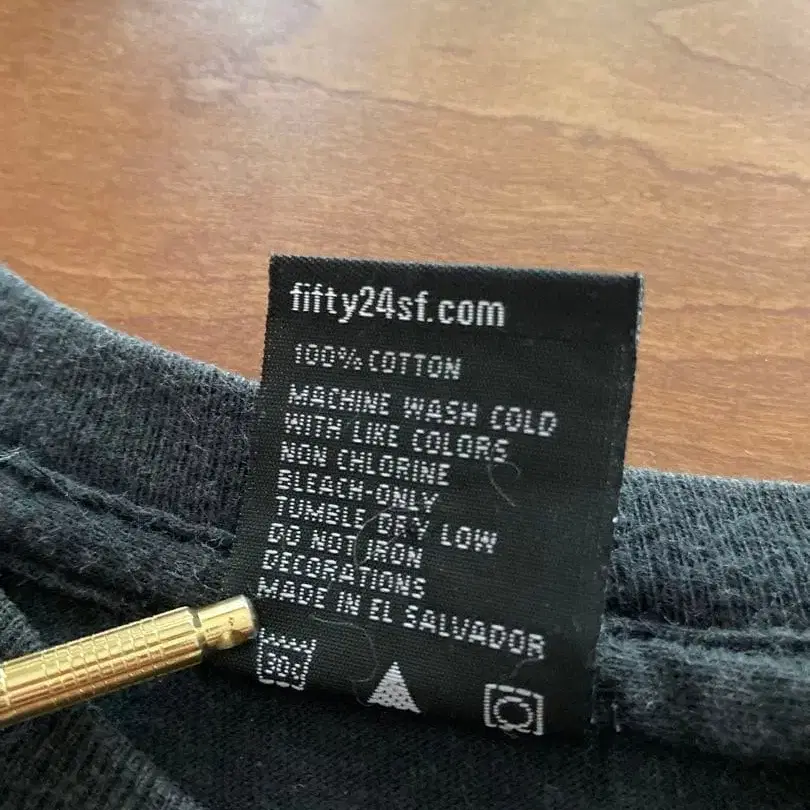 fifty24sf.com
100% COTTON
MACHINE WASH COLD
WITH LIKE COLORS
NON CHLORINE
BLEACH-ONLY
TUMBLE DRY LOW
DO NOT IRON
DECORATIONS
MADE IN EL SALVADOR
30c